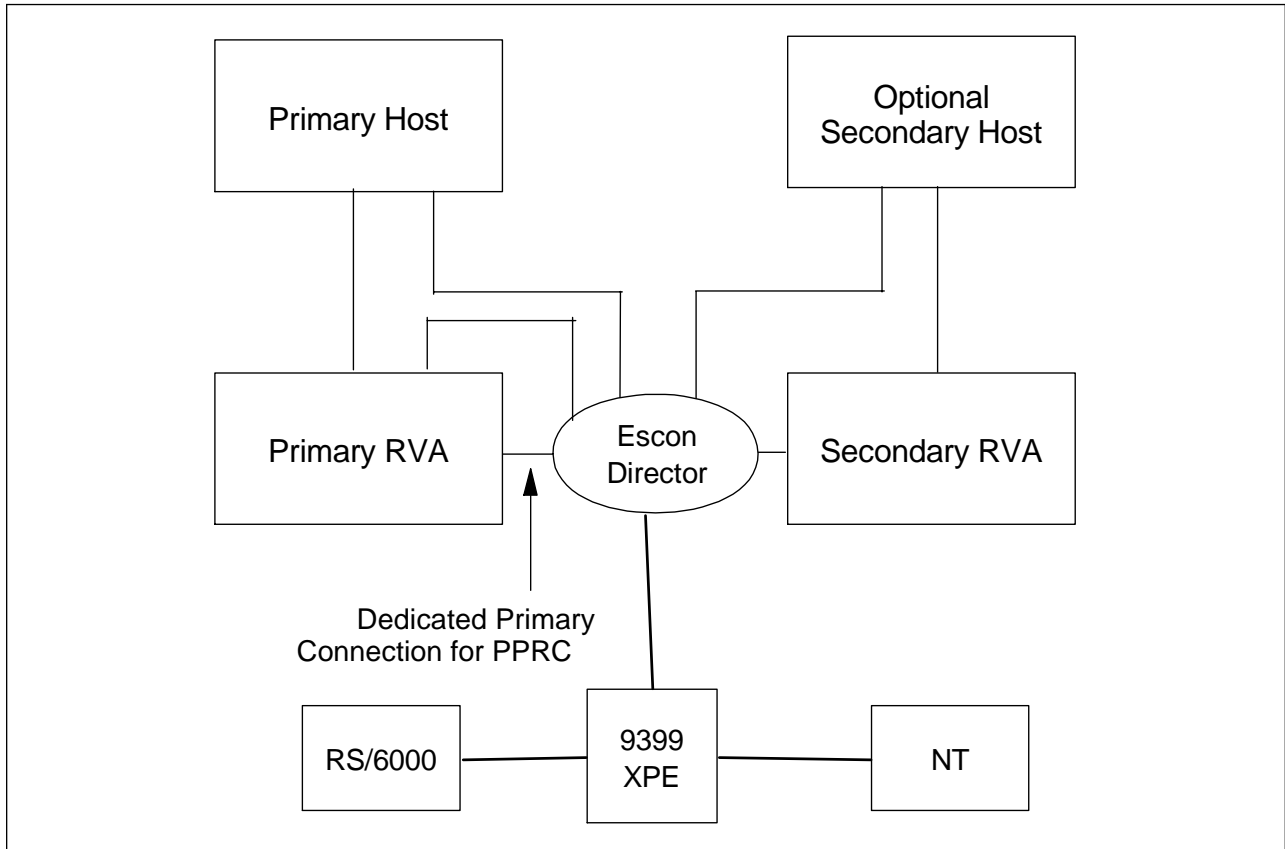 Primary Host
Optional
Secondary Host
Primary RVA
Escon
Director
Secondary RVA
Dedicated Primary
Connection for PPRC
RS/6000
9399
XPE
NT